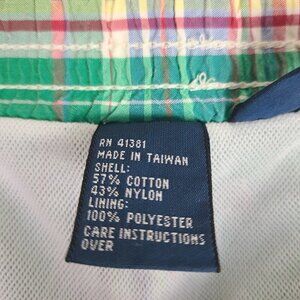 RN 41381
MADE IN TAIWAN
SHELL:
57% COTTON
43% NYLON
LINING:
100% POLYESTER
CARE INSTRUCTIONS
OVER